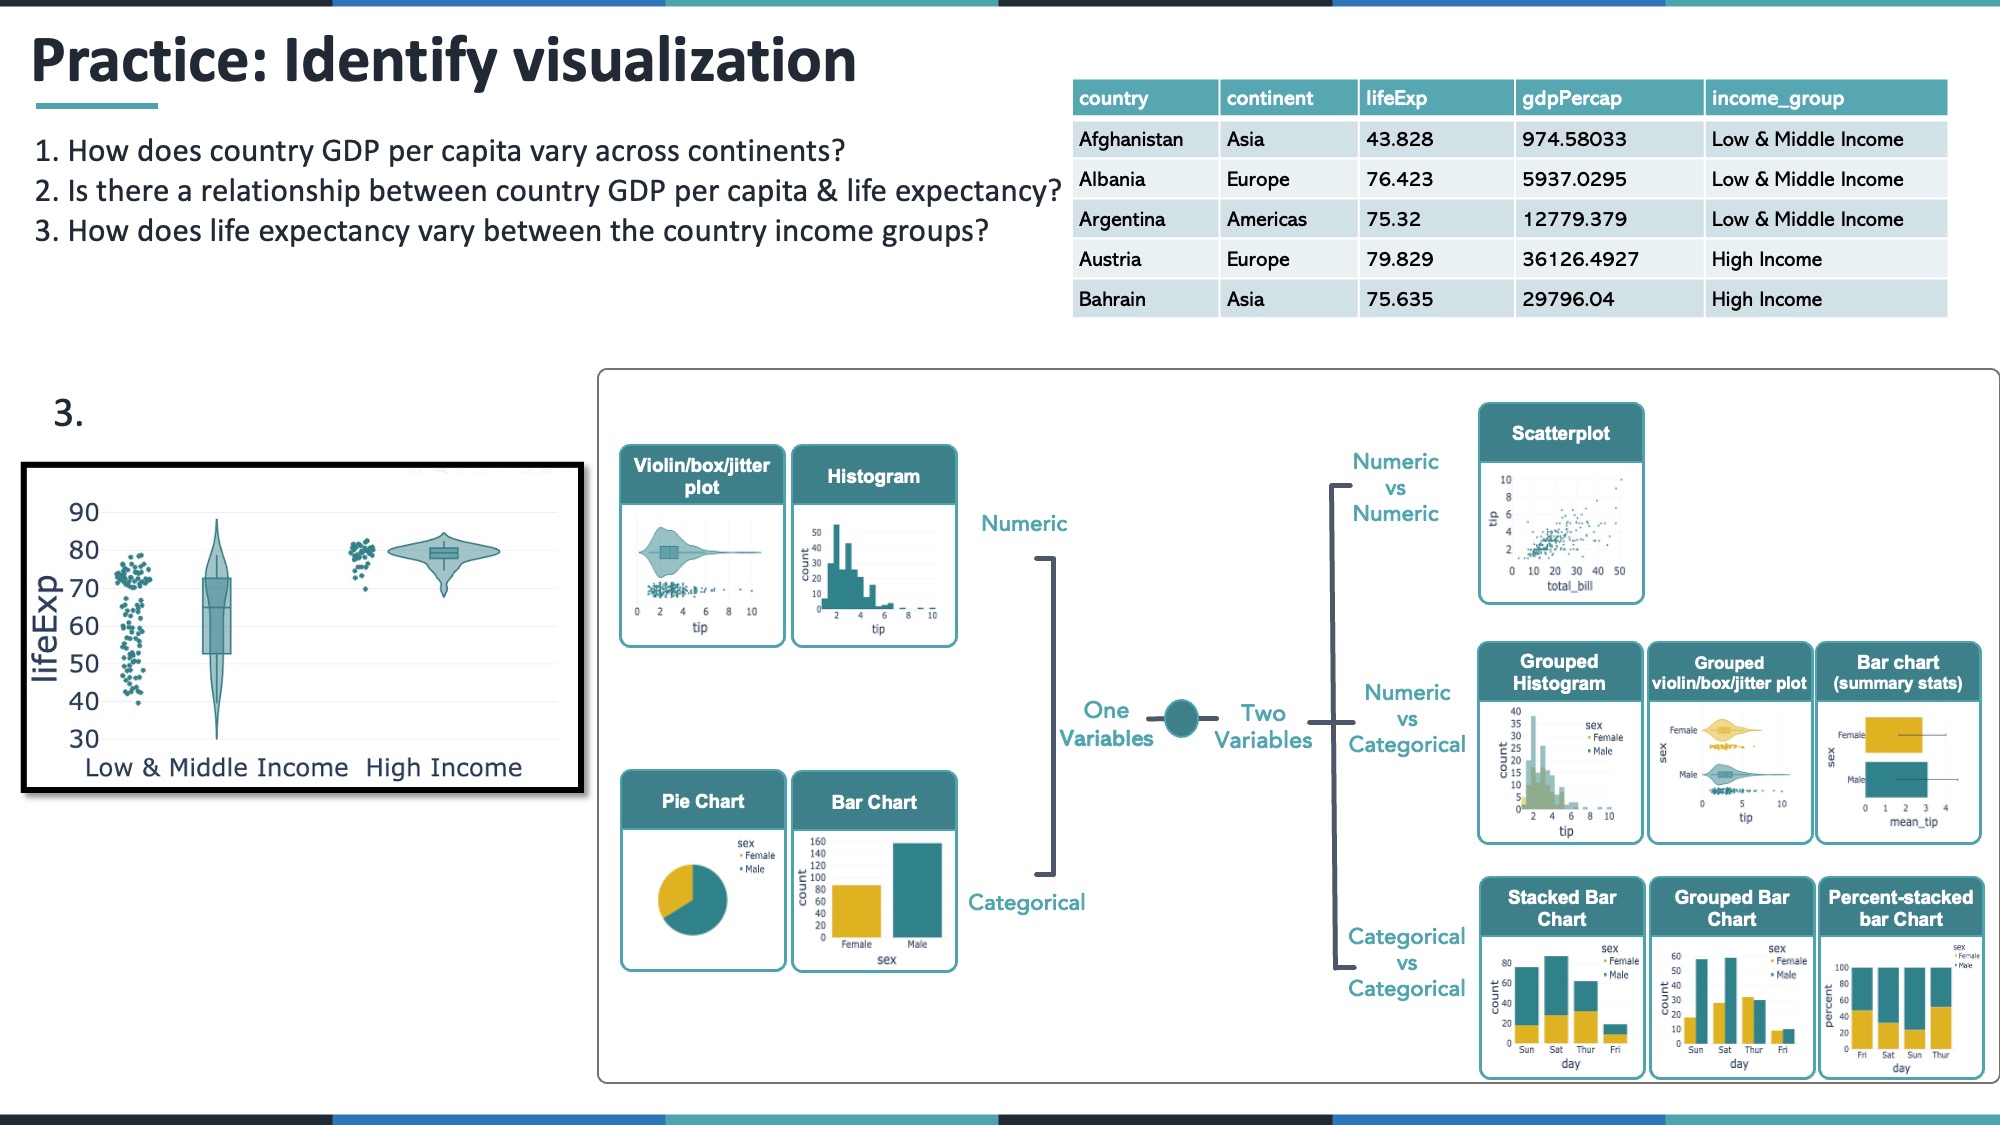 Practice: Identify visualization
1. How does country GDP per capita vary across continents?
2. Is there a relationship between country GDP per capita & life expectancy?
3. How does life expectancy vary between the country income groups?
country continent lifeExp gdpPercap income_group
Afghanistan Asia 43.828 974.58033 Low & Middle Income
Albania Europe 76.423 5937.0295 Low & Middle Income
Argentina Americas 75.32 12779.379 Low & Middle Income
Austria Europe 79.829 36126.4927 High Income
Bahrain Asia 75.635 29796.04 High Income
3.
90
80
70
60
50
40
30
lifeExp
Low & Middle Income High Income
Violin/box/jitter
plot
0 2 4 6 8 10
tip
Histogram
50
40
30
20
10
0
count
2 4 6 8 10
tip
Numeric
Pie Chart
sex
Female
Male
Bar Chart
160
140
120
100
80
60
40
20
0
count
Female Male
sex
Categorical
One
Variables
Two
Variables
Numeric
vs
Numeric
Scatterplot
10
8
6
4
2
tip
0 10 20 30 40 50
total_bill
Numeric
vs
Categorical
Grouped
Histogram
40
35
30
25
20
15
10
5
0
count
sex
Female
Male
2 4 6 8 10
tip
Grouped
violin/box/jitter plot
Female
Male
sex
0 5 10
tip
Bar chart
(summary stats)
Female
Male
sex
0 1 2 3 4
mean_tip
Categorical
vs
Categorical
Stacked Bar
Chart
sex
Female
Male
80
60
40
20
0
count
Sun Sat Thur Fri
day
Grouped Bar
Chart
sex
Female
Male
60
50
40
30
20
10
0
count
Sun Sat Thur Fri
day
Percent-stacked
bar Chart
sex
Female
Male
100
80
60
40
20
0
percent
Fri Sat Sun Thur
day